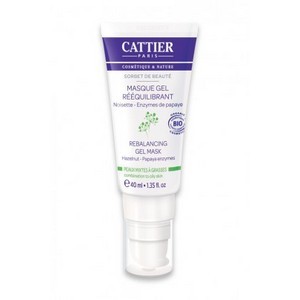 CATTIER
PARIS
COSMÉTIQUE & NATURE
SORBET DE BEAUTÉ
MASQUE GEL
RÉÉQUILIBRANT
Noisette - Enzymes de papaye
BIO
REBALANCING
GEL MASK
Hazelnut - Papaya enzymes
PEAUX MIXTES À GRASSES
combination to oily skin
e 40 ml - 1.35 fl.oz